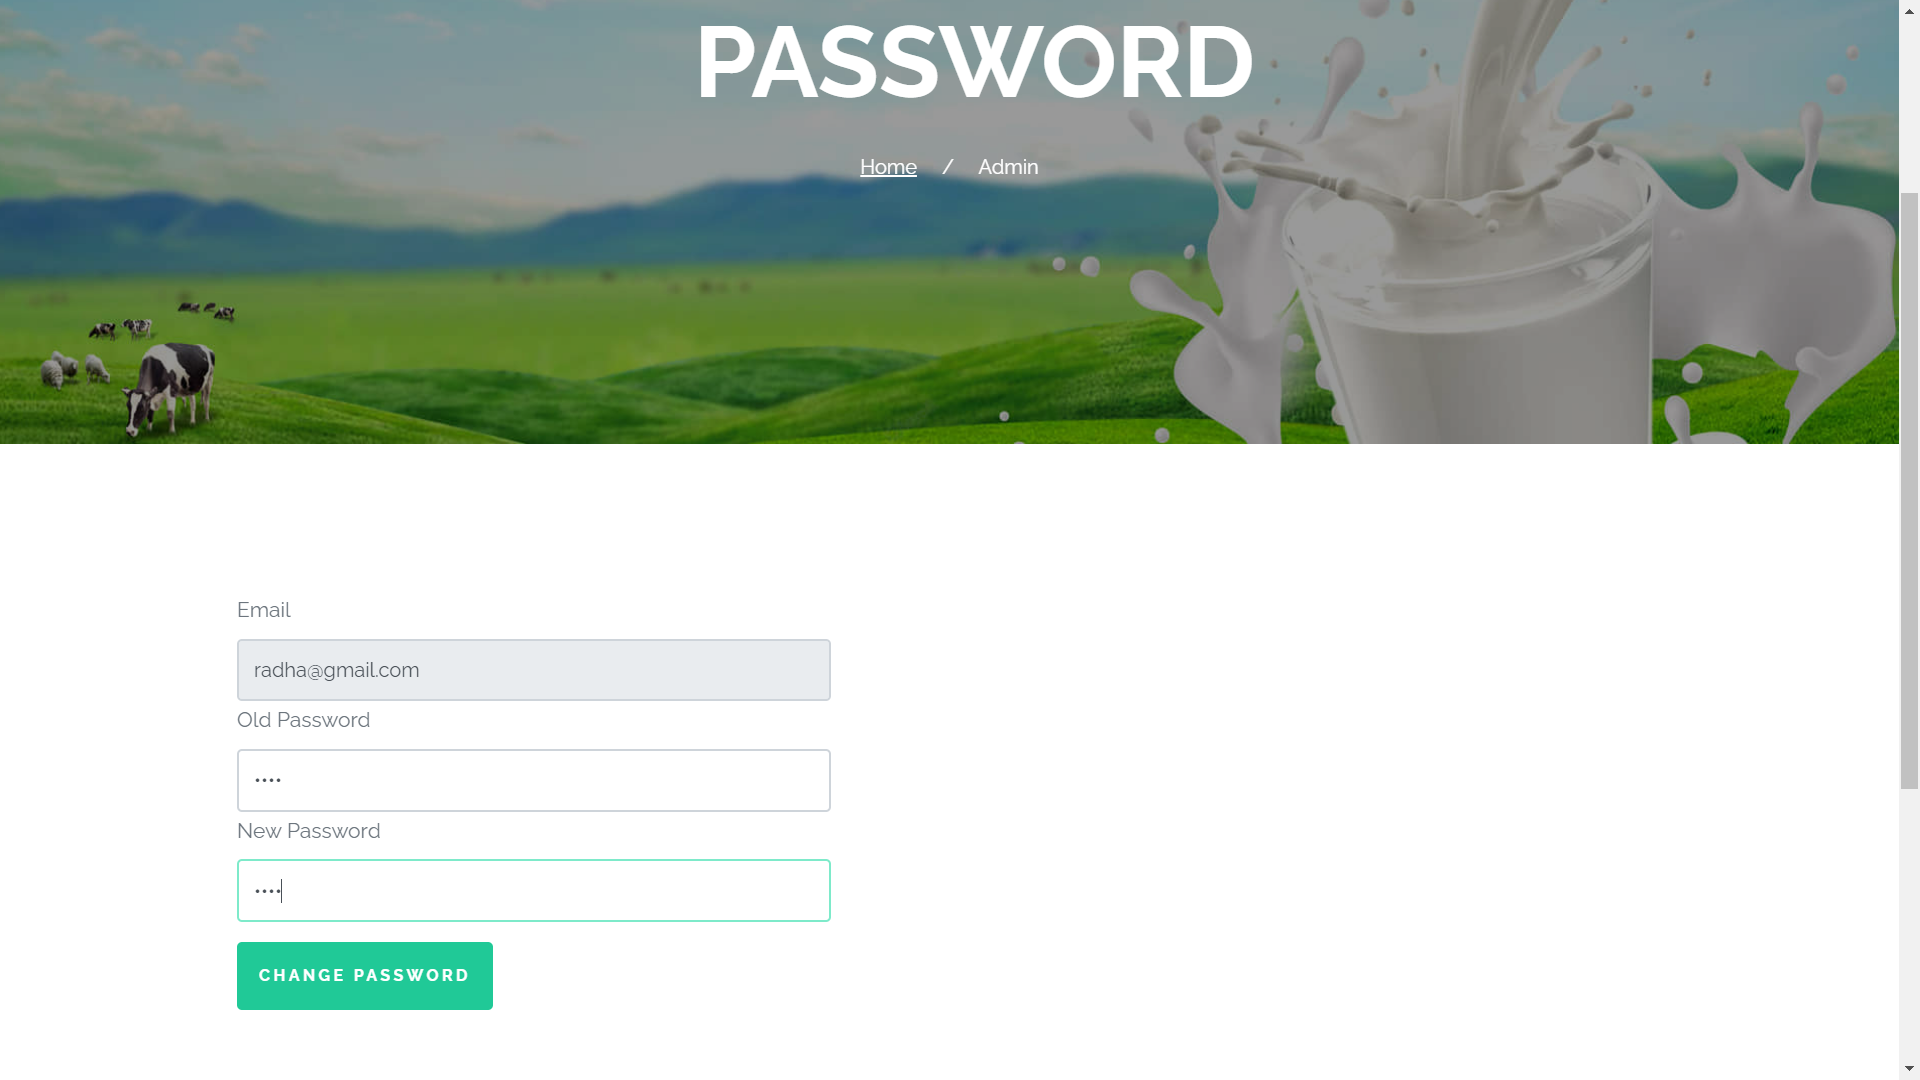 PASSWORD
Home / Admin
Email
radha@gmail.com
Old Password
••••
New Password
••••
CHANGE PASSWORD